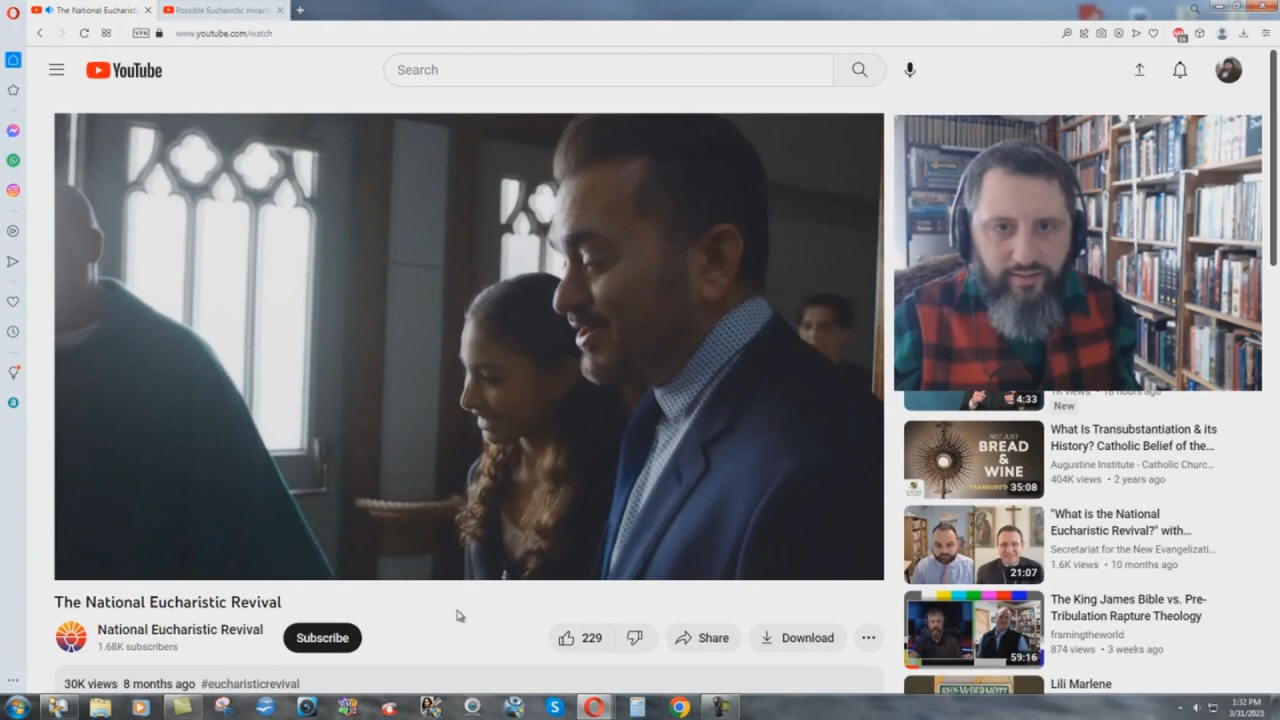 The National Eucharist
Possible Eucharistic mirac
VPN
www.youtube.com/watch
16
YouTube
Search
4:33
New
What Is Transubstantiation & its
History? Catholic Belief of the...
Augustine Institute - Catholic Churc...
404K views • 2 years ago
NOT JUST
BREAD
&
WINE
35:08
"What is the National
Eucharistic Revival?" with...
Secretariat for the New Evangelizati...
1.6K views • 10 months ago
21:07
The King James Bible vs. Pre-
Tribulation Rapture Theology
framingtheworld
874 views • 3 weeks ago
59:16
Lili Marlene
The National Eucharistic Revival
National Eucharistic Revival
1.68K subscribers
Subscribe
229
Share
Download
30K views 8 months ago #eucharisticrevival
1:32 PM
3/31/2023